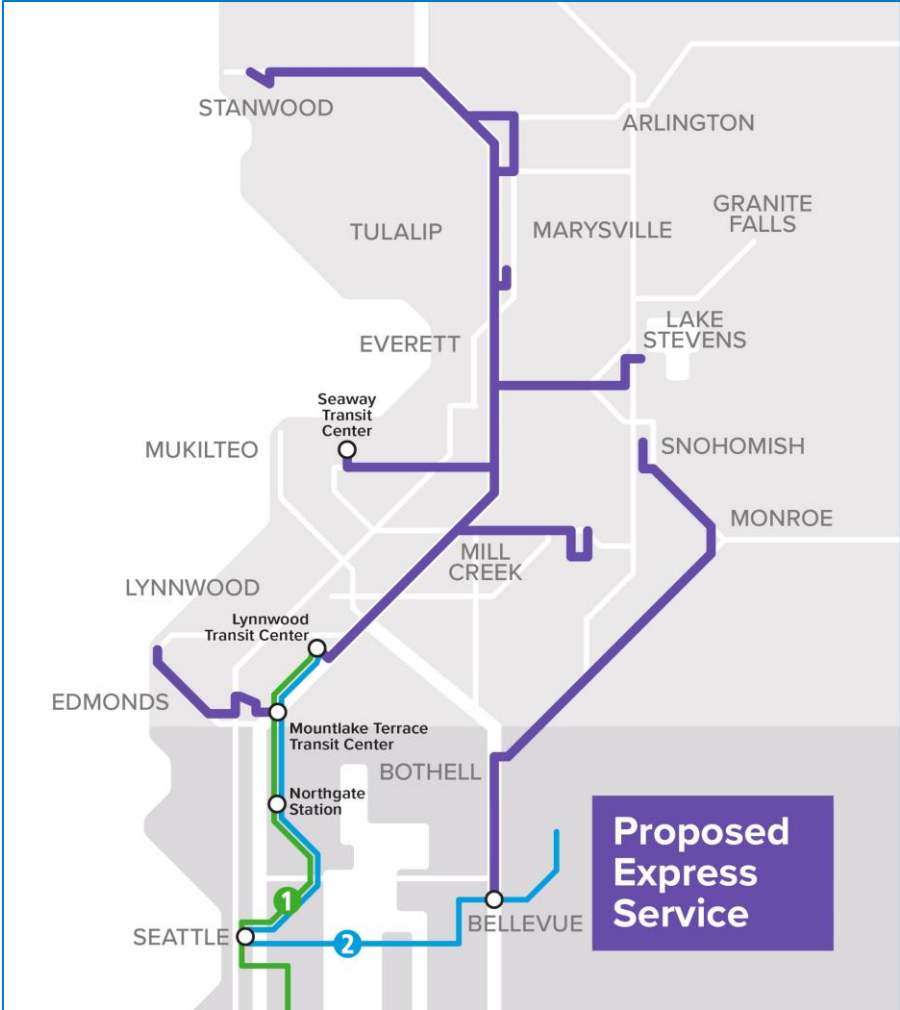 STANWOOD
ARLINGTON
GRANITE
FALLS
TULALIP
MARYSVILLE
LAKE
STEVENS
EVERETT
Seaway
Transit
Center
MUKILTEO
SNOHOMISH
MONROE
MILL
CREEK
LYNNWOOD
Lynnwood
Transit Center
EDMONDS
Mountlake Terrace
Transit Center
BOTHELL
Northgate
Station
Proposed
Express
Service
1
BELLEVUE
SEATTLE
2